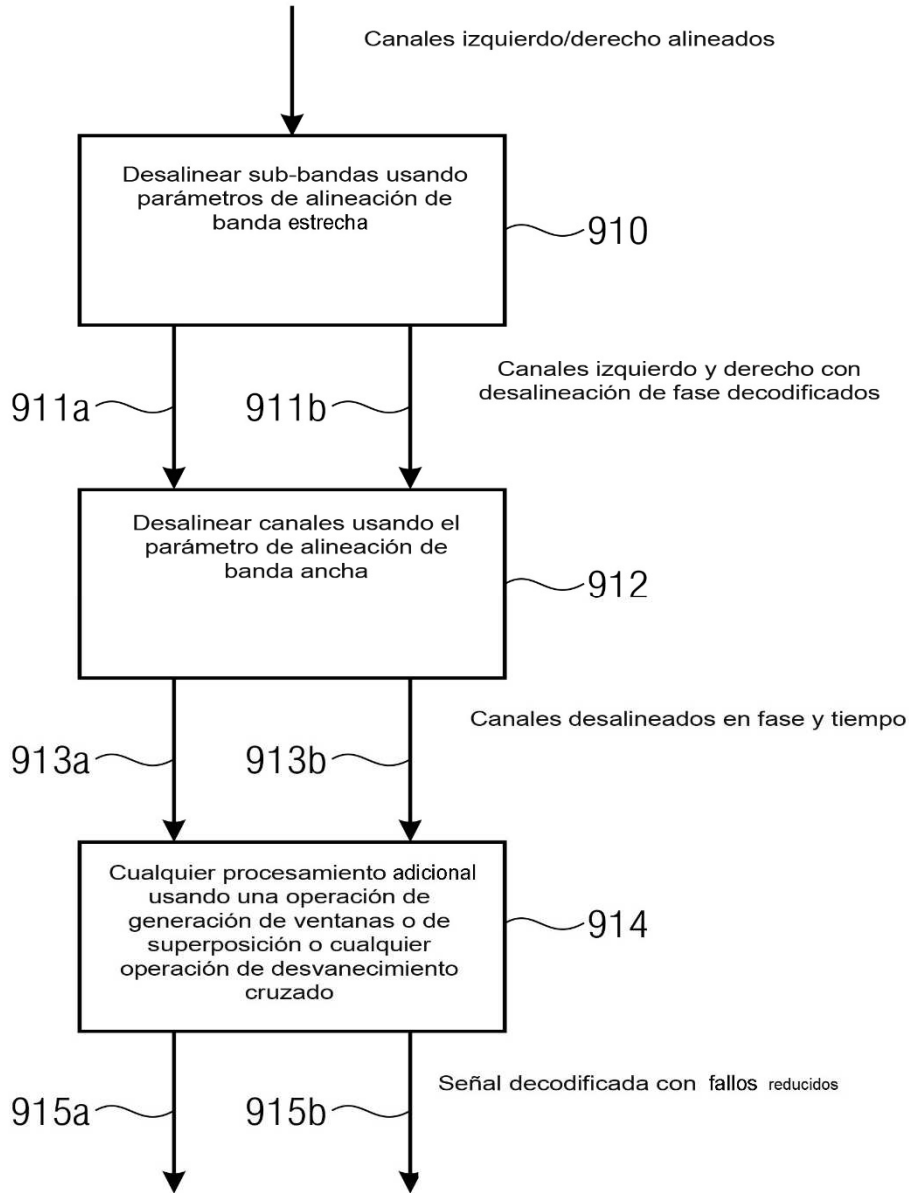 Canales izquierdo/derecho alineados
Desalinear sub-bandas usando
parámetros de alineación de
banda estrecha
910
Canales izquierdo y derecho con
desalineación de fase decodificados
911a
911b
Desalinear canales usando el
parámetro de alineación de
banda ancha
912
Canales desalineados en fase y tiempo
913a
913b
Cualquier procesamiento adicional
usando una operación de
generación de ventanas o de
superposición o cualquier
operación de desvanecimiento
cruzado
914
Señal decodificada con fallos reducidos
915a
915b